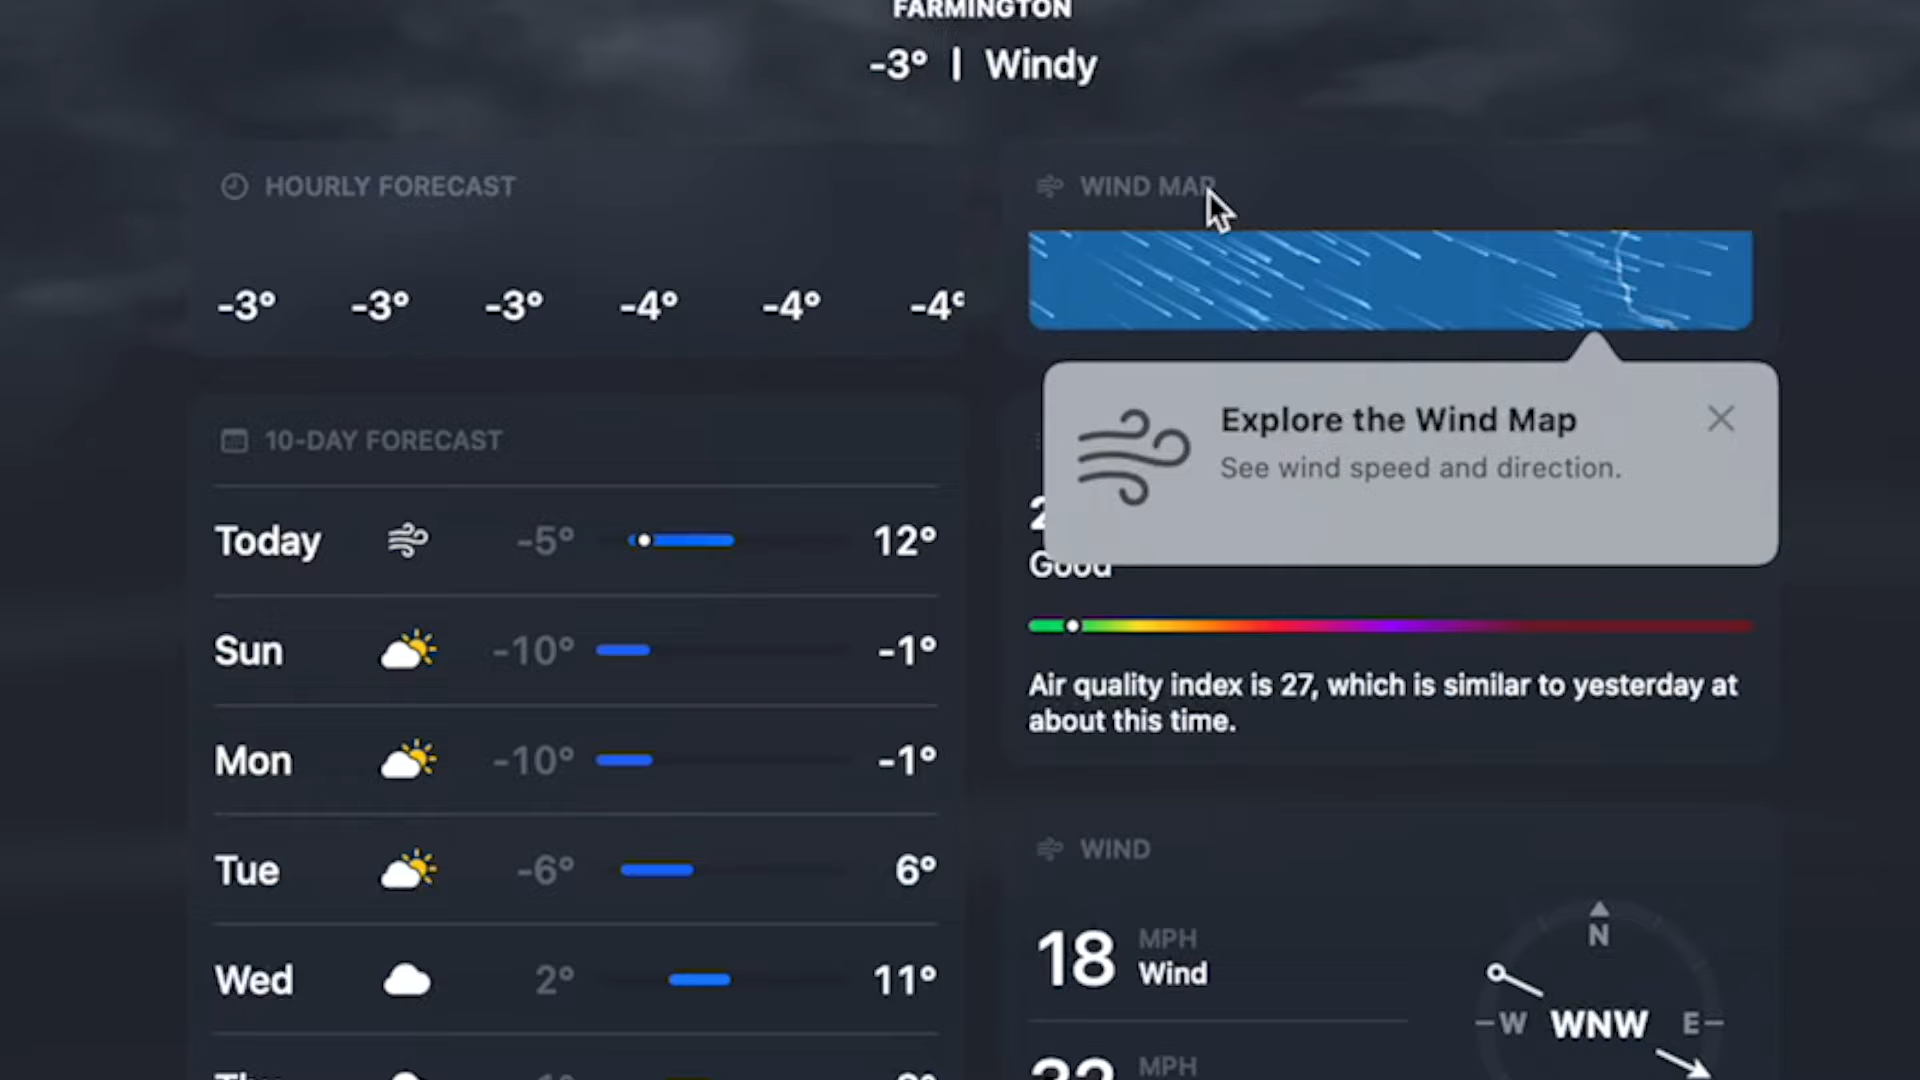 FARMINGTON
-3° | Windy
HOURLY FORECAST
-3° -3° -3° -4° -4° -4°
10-DAY FORECAST
Today -5° 12°
Sun -10° -1°
Mon -10° -1°
Tue -6° 6°
Wed 2° 11°
WIND MAP
Explore the Wind Map
See wind speed and direction.
Good
Air quality index is 27, which is similar to yesterday at
about this time.
WIND
18 MPH
Wind
MPH
N
W WNW E